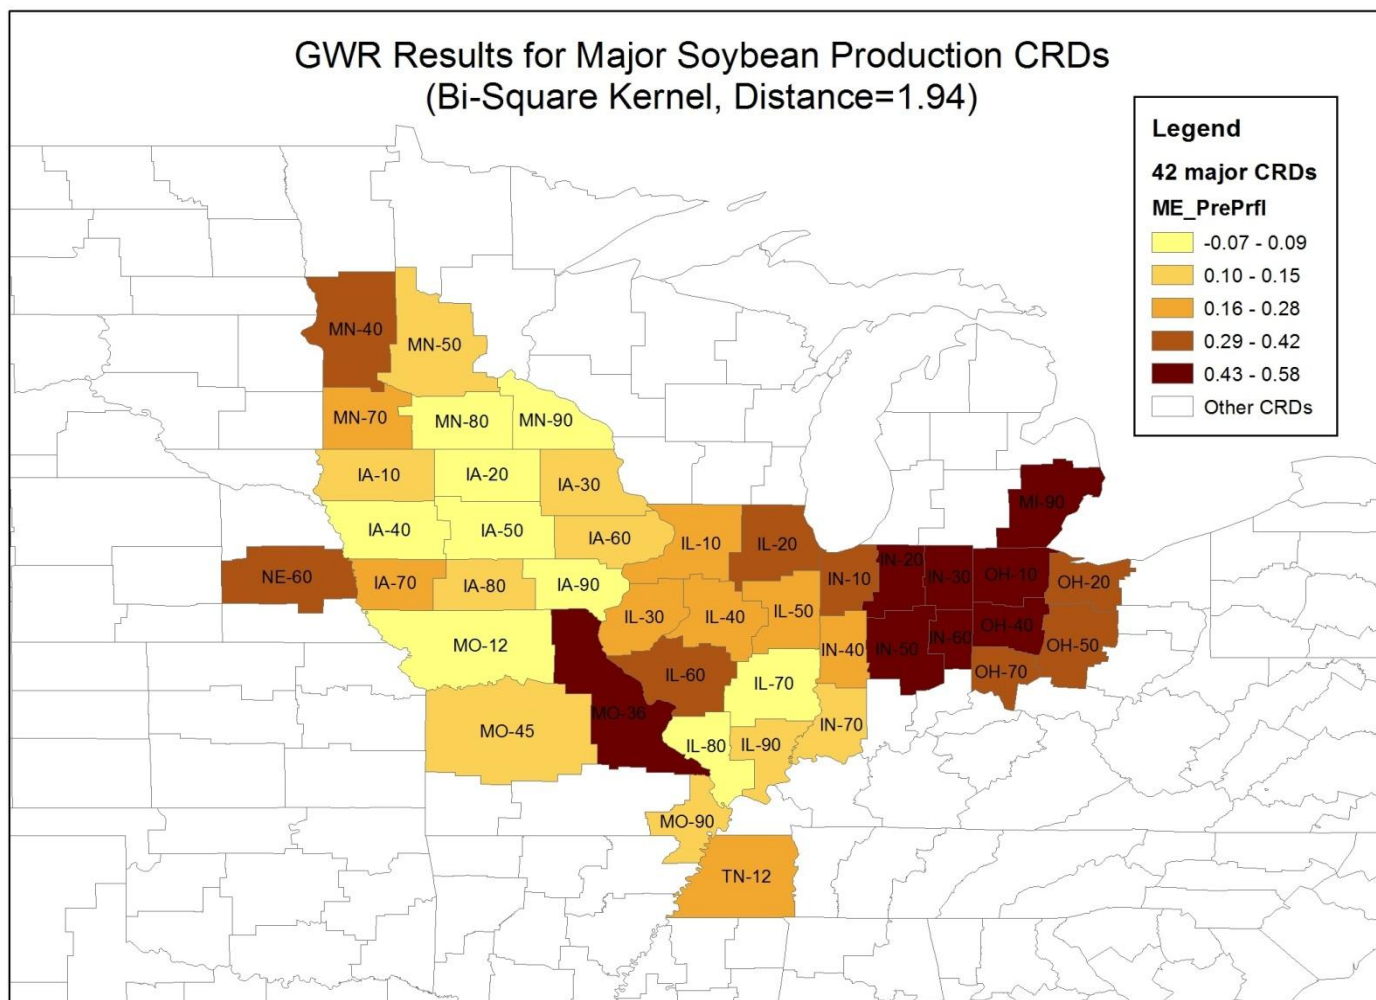 GWR Results for Major Soybean Production CRDs
(Bi-Square Kernel, Distance=1.94)
Legend
42 major CRDs
ME_PrePrfl
-0.07 - 0.09
0.10 - 0.15
0.16 - 0.28
0.29 - 0.42
0.43 - 0.58
Other CRDs
MN-40
MN-50
MN-70
MN-80
MN-90
IA-10
IA-20
IA-30
IA-40
IA-50
IA-60
IL-10
IL-20
MI-90
NE-60
IA-70
IA-80
IA-90
IL-30
IL-40
IL-50
IN-10
IN-20
IN-30
OH-10
OH-20
MO-12
IL-60
IL-70
IN-40
IN-50
IN-60
OH-40
OH-50
OH-70
MO-45
MO-36
IL-80
IL-90
IN-70
MO-90
TN-12